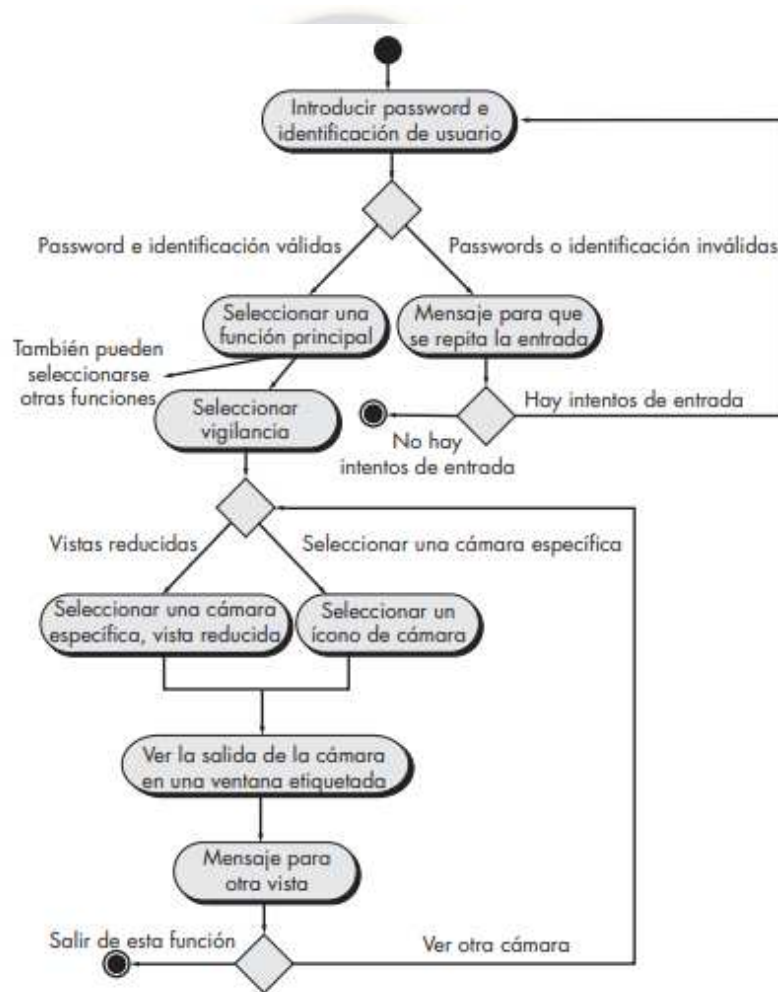 Introducir password e
identificación de usuario
Password e identificación válidas
Passwords o identificación inválidas
Seleccionar una
función principal
Mensaje para que
se repita la entrada
También pueden
seleccionarse
otras funciones
Seleccionar
vigilancia
Hay intentos de entrada
No hay
intentos de entrada
Vistas reducidas
Seleccionar una cámara específica
Seleccionar una cámara
específica, vista reducida
Seleccionar un
ícono de cámara
Ver la salida de la cámara
en una ventana etiquetada
Mensaje para
otra vista
Salir de esta función
Ver otra cámara